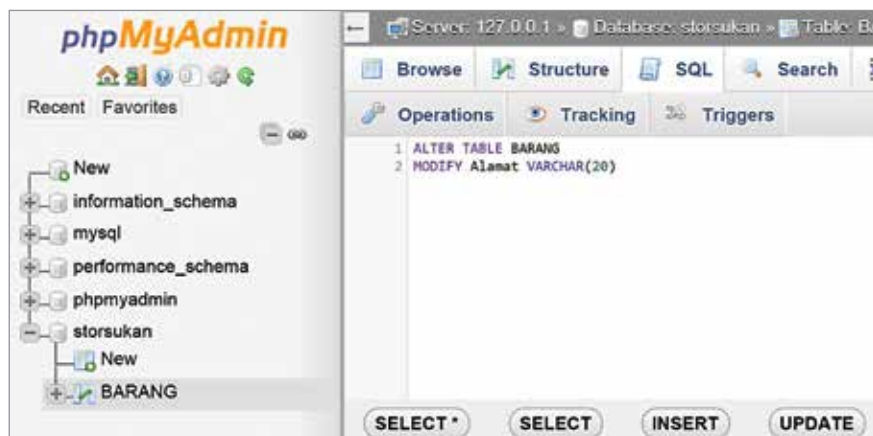 phpMyAdmin
Recent Favorites
New
information_schema
mysql
performance_schema
phpmyadmin
storsukan
New
BARANG
Server: 127.0.0.1 » Database: storsukan » Table: BA
Browse Structure SQL Search
Operations Tracking Triggers
1 ALTER TABLE BARANG
2 MODIFY Alamat VARCHAR(20)
SELECT * SELECT INSERT UPDATE